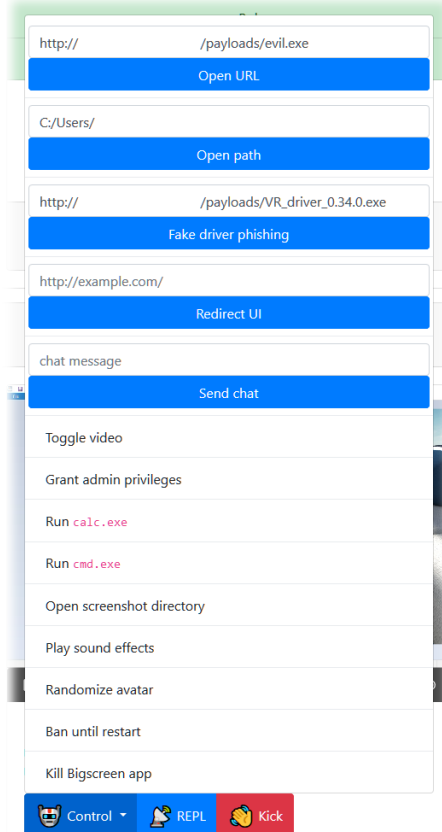 http:// /payloads/evil.exe
Open URL
C:/Users/
Open path
http:// /payloads/VR_driver_0.34.0.exe
Fake driver phishing
http://example.com/
Redirect UI
chat message
Send chat
Toggle video
Grant admin privileges
Run calc.exe
Run cmd.exe
Open screenshot directory
Play sound effects
Randomize avatar
Ban until restart
Kill Bigscreen app
Control REPL Kick